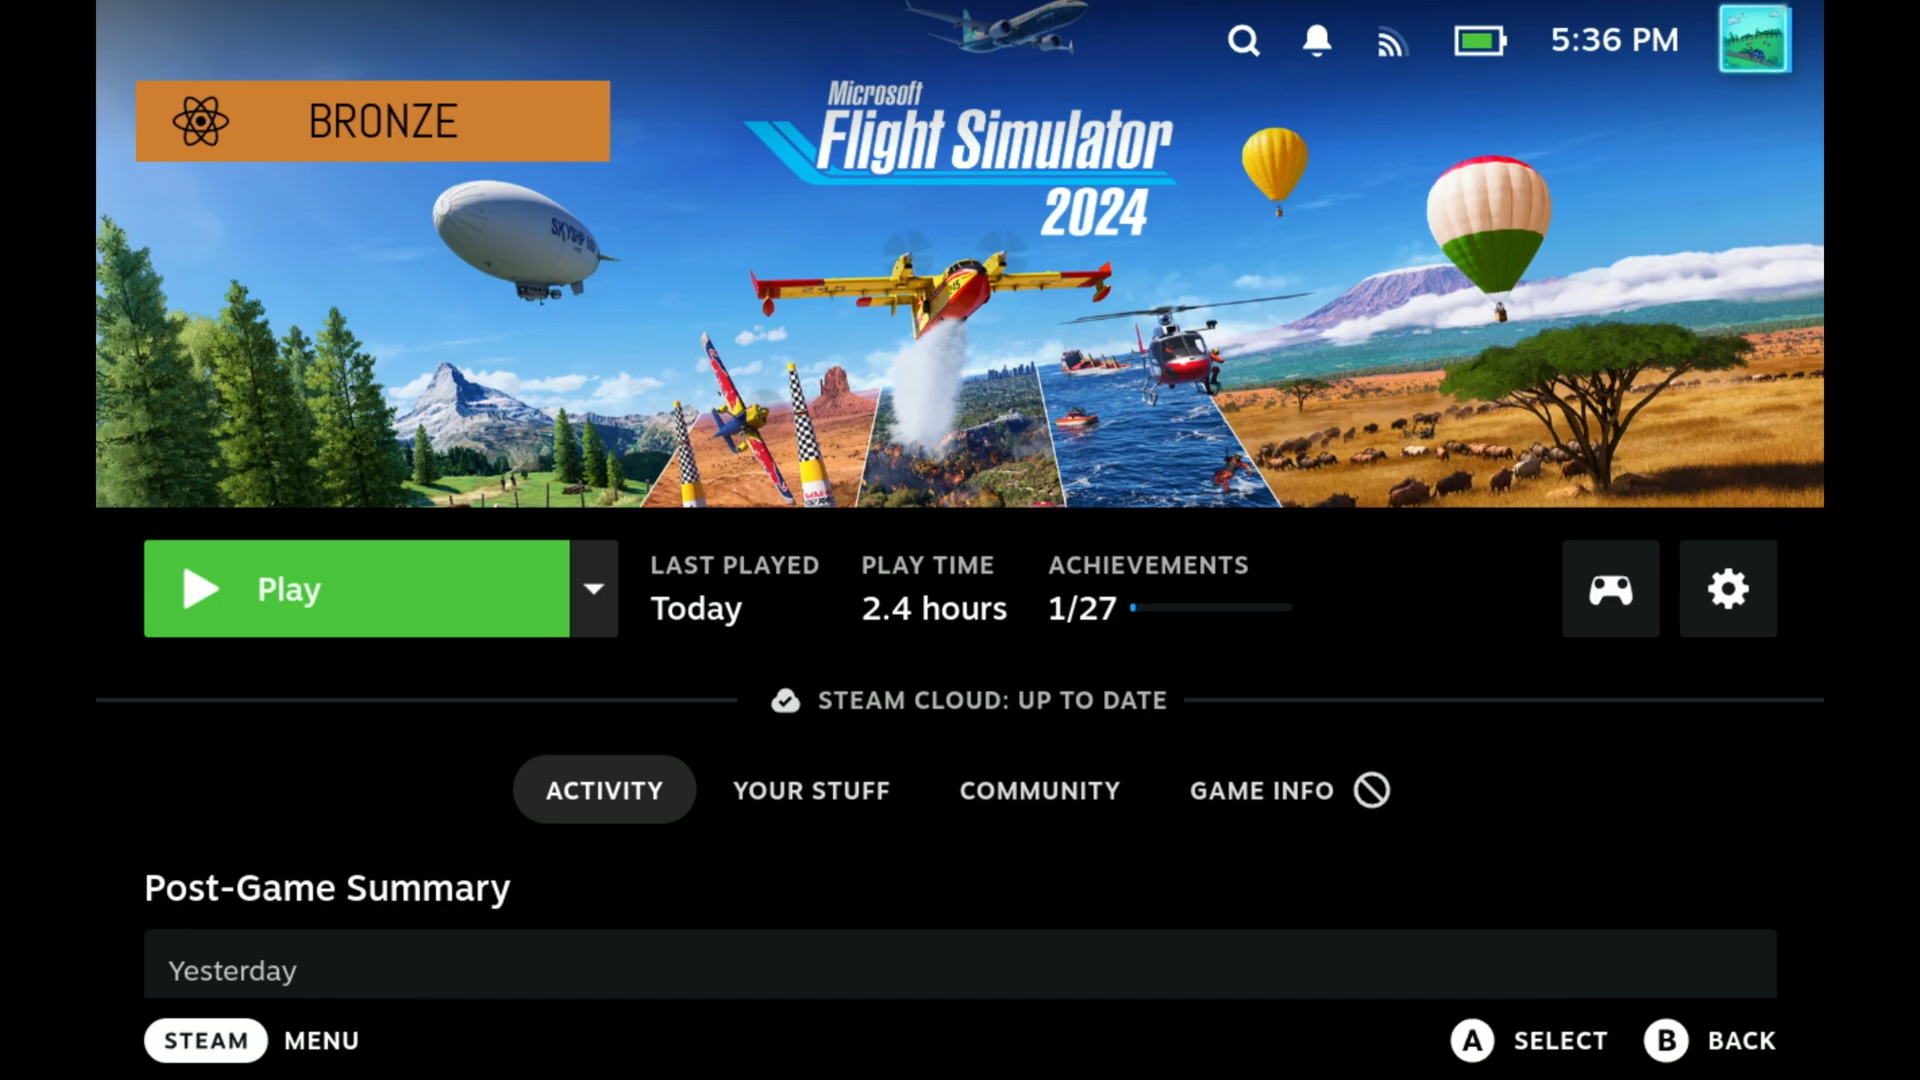 5:36 PM
BRONZE
Microsoft
Flight Simulator
2024
SKYSHIP
Play
LAST PLAYED
Today
PLAY TIME
2.4 hours
ACHIEVEMENTS
1/27
STEAM CLOUD: UP TO DATE
ACTIVITY
YOUR STUFF
COMMUNITY
GAME INFO
Post-Game Summary
Yesterday
STEAM MENU
A SELECT
B BACK